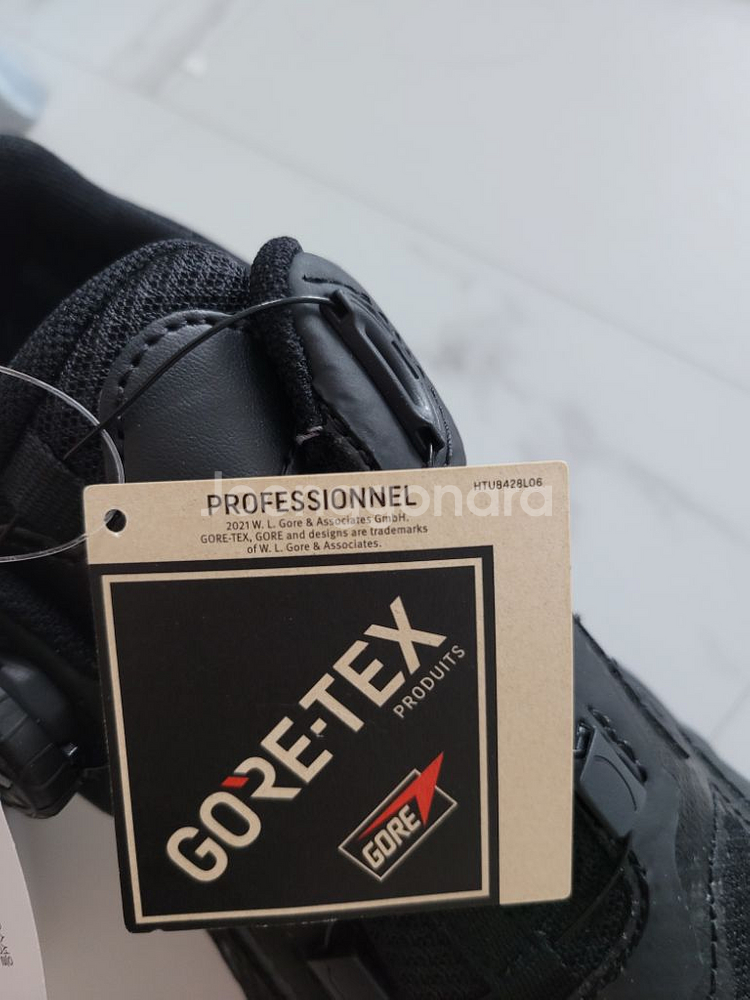 PROFESSIONNEL
HTUB428L06
2021 W. L. Gore & Associates GmbH.
GORE-TEX, GORE and designs are trademarks
of W. L. Gore & Associates.
GORE-TEX
PRODUITS
GORE